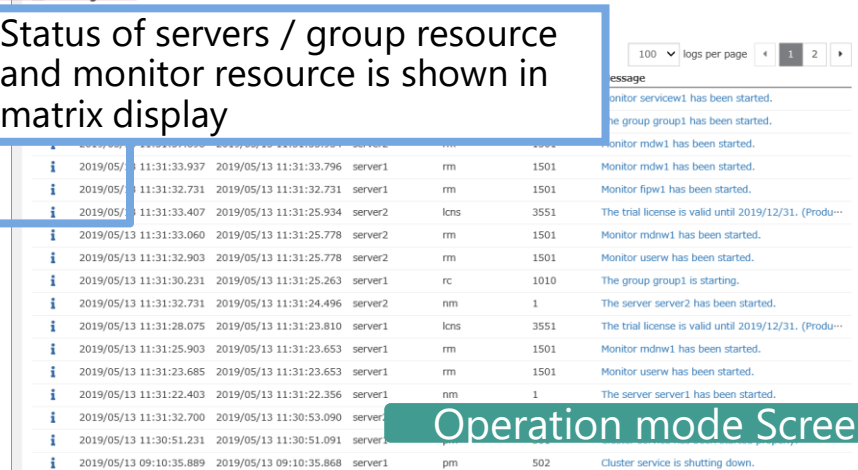 Status of servers / group resource
and monitor resource is shown in
matrix display
100 logs per page 1 2
essage
onitor servicew1 has been started.
he group group1 has been started.
Monitor mdw1 has been started.
2019/05/13 11:31:33.937 2019/05/13 11:31:33.796 server1 rm 1501 Monitor mdw1 has been started.
2019/05/13 11:31:32.731 2019/05/13 11:31:32.731 server1 rm 1501 Monitor fipw1 has been started.
2019/05/13 11:31:33.407 2019/05/13 11:31:25.934 server2 lcns 3551 The trial license is valid until 2019/12/31. (Produ···
2019/05/13 11:31:33.060 2019/05/13 11:31:25.778 server2 rm 1501 Monitor mdnw1 has been started.
2019/05/13 11:31:32.903 2019/05/13 11:31:25.778 server2 rm 1501 Monitor userw has been started.
2019/05/13 11:31:30.231 2019/05/13 11:31:25.263 server1 rc 1010 The group group1 is starting.
2019/05/13 11:31:32.731 2019/05/13 11:31:24.496 server2 nm 1 The server server2 has been started.
2019/05/13 11:31:28.075 2019/05/13 11:31:23.810 server1 lcns 3551 The trial license is valid until 2019/12/31. (Produ···
2019/05/13 11:31:25.903 2019/05/13 11:31:23.653 server1 rm 1501 Monitor mdnw1 has been started.
2019/05/13 11:31:23.685 2019/05/13 11:31:23.653 server1 rm 1501 Monitor userw has been started.
2019/05/13 11:31:22.403 2019/05/13 11:31:22.356 server1 nm 1 The server server1 has been started.
2019/05/13 11:31:32.700 2019/05/13 11:30:53.090 server
Operation mode Scree
2019/05/13 11:30:51.231 2019/05/13 11:30:51.091 server1
2019/05/13 09:10:35.889 2019/05/13 09:10:35.868 server1 pm 502 Cluster service is shutting down.